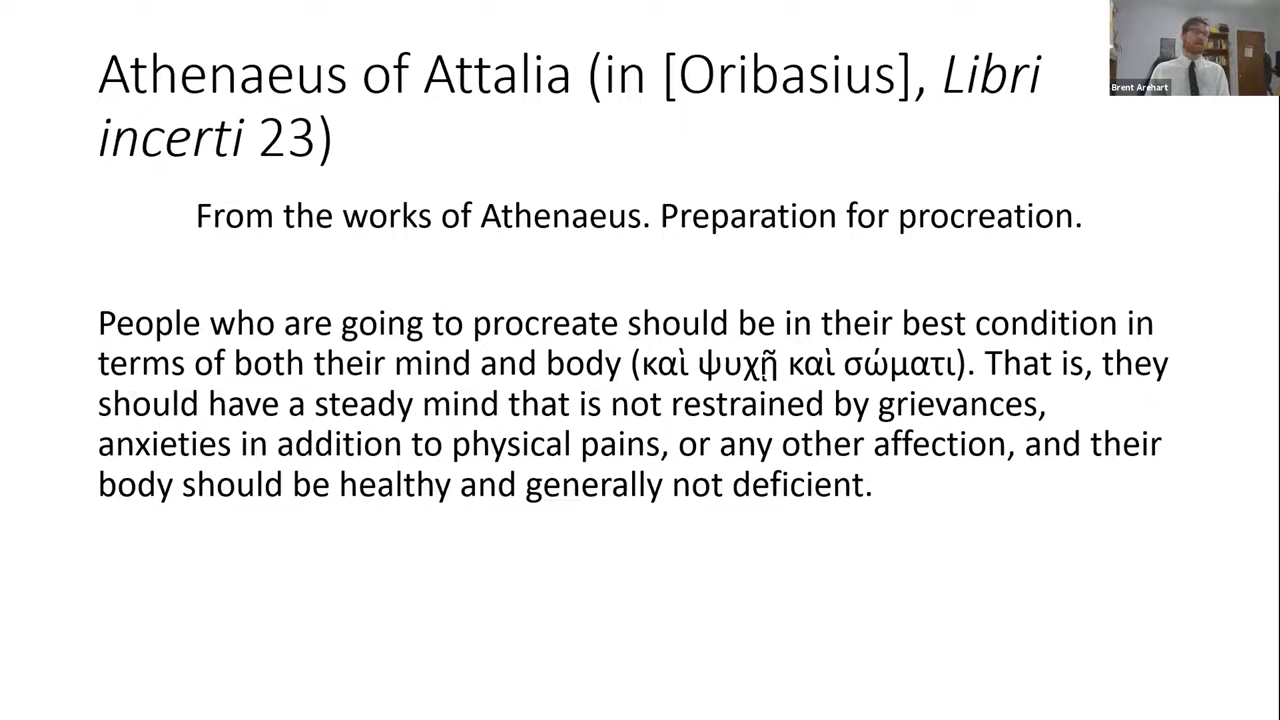 Athenaeus of Attalia (in [Oribasius], Libri
incerti 23)
Brent Arehart
From the works of Athenaeus. Preparation for procreation.
People who are going to procreate should be in their best condition in
terms of both their mind and body (καὶ ψυχῇ καὶ σώματι). That is, they
should have a steady mind that is not restrained by grievances,
anxieties in addition to physical pains, or any other affection, and their
body should be healthy and generally not deficient.